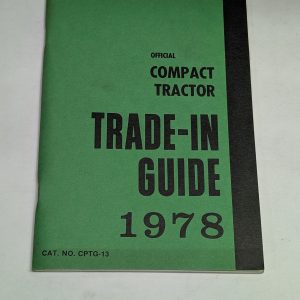 OFFICIAL
COMPACT
TRACTOR
TRADE-IN
GUIDE
1978
CAT. NO. CPTG-13